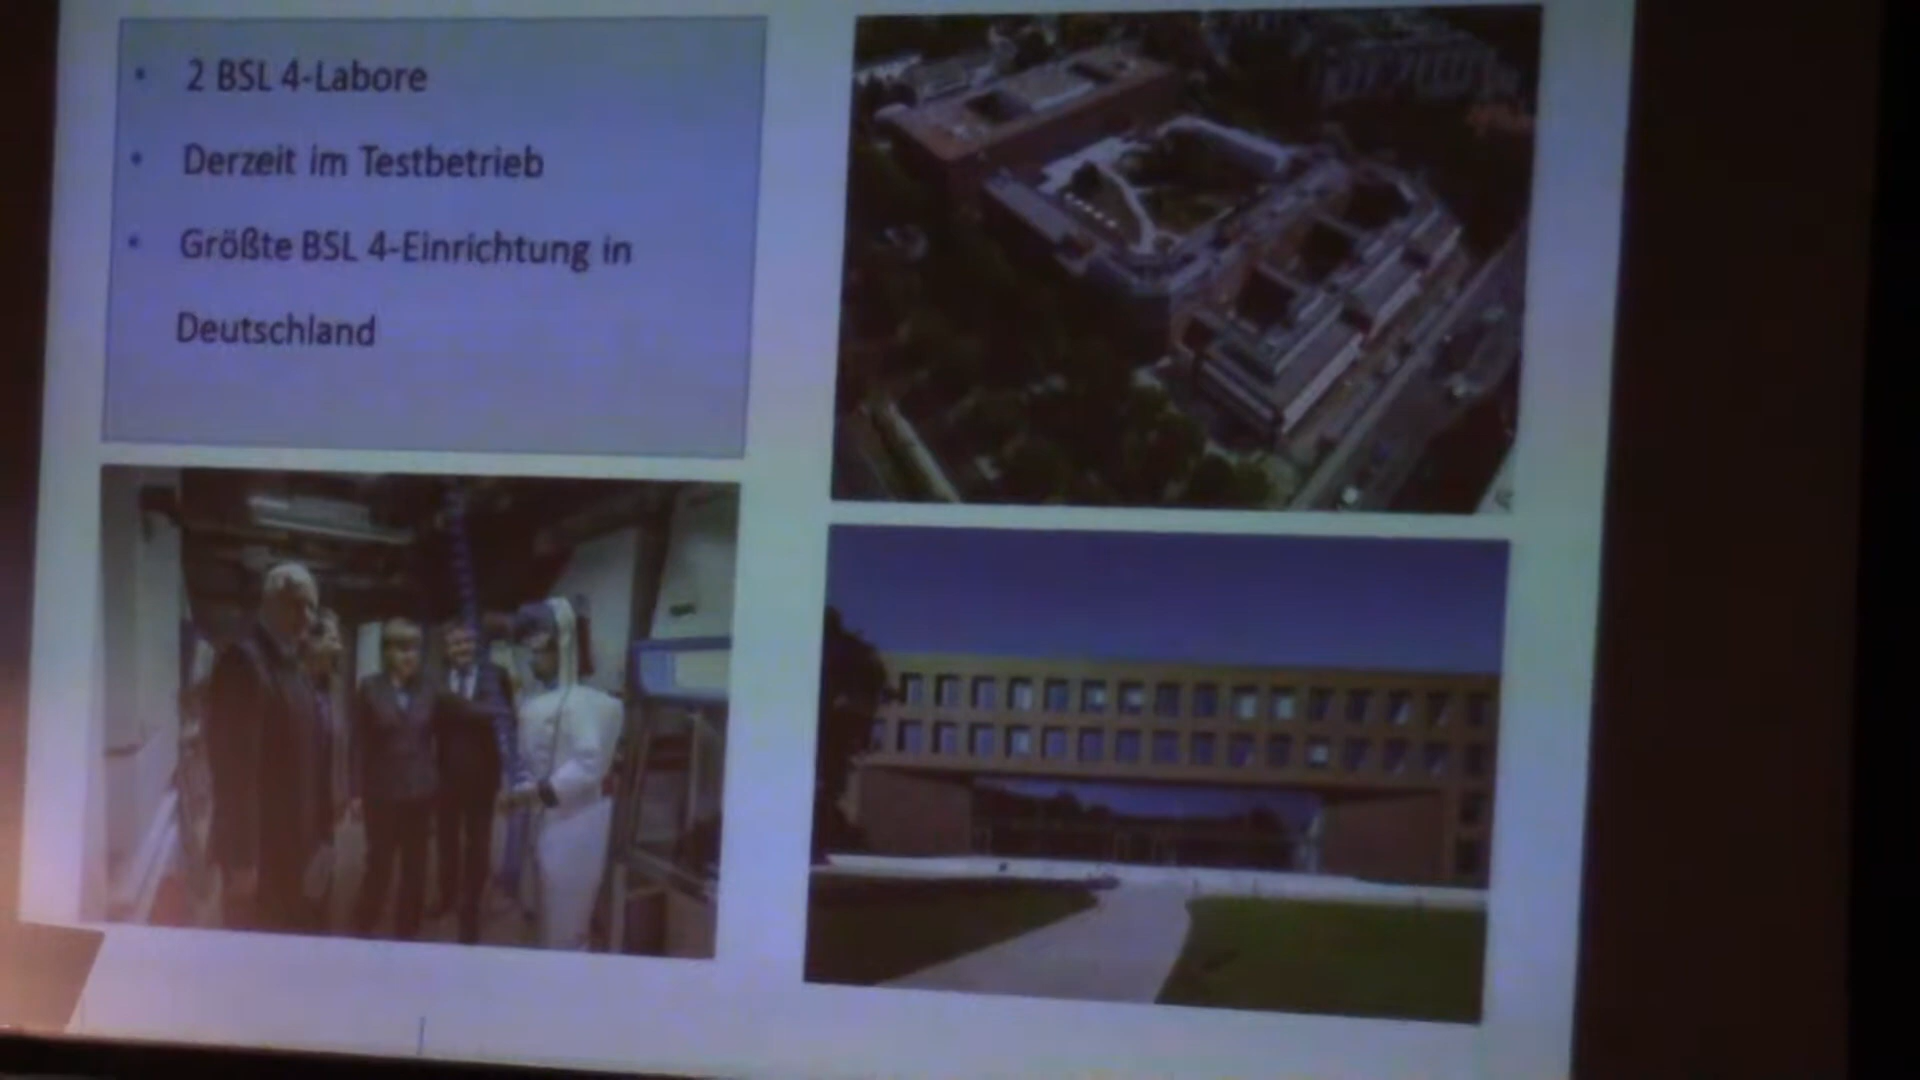 2 BSL 4-Labore
Derzeit im Testbetrieb
Größte BSL 4-Einrichtung in
Deutschland